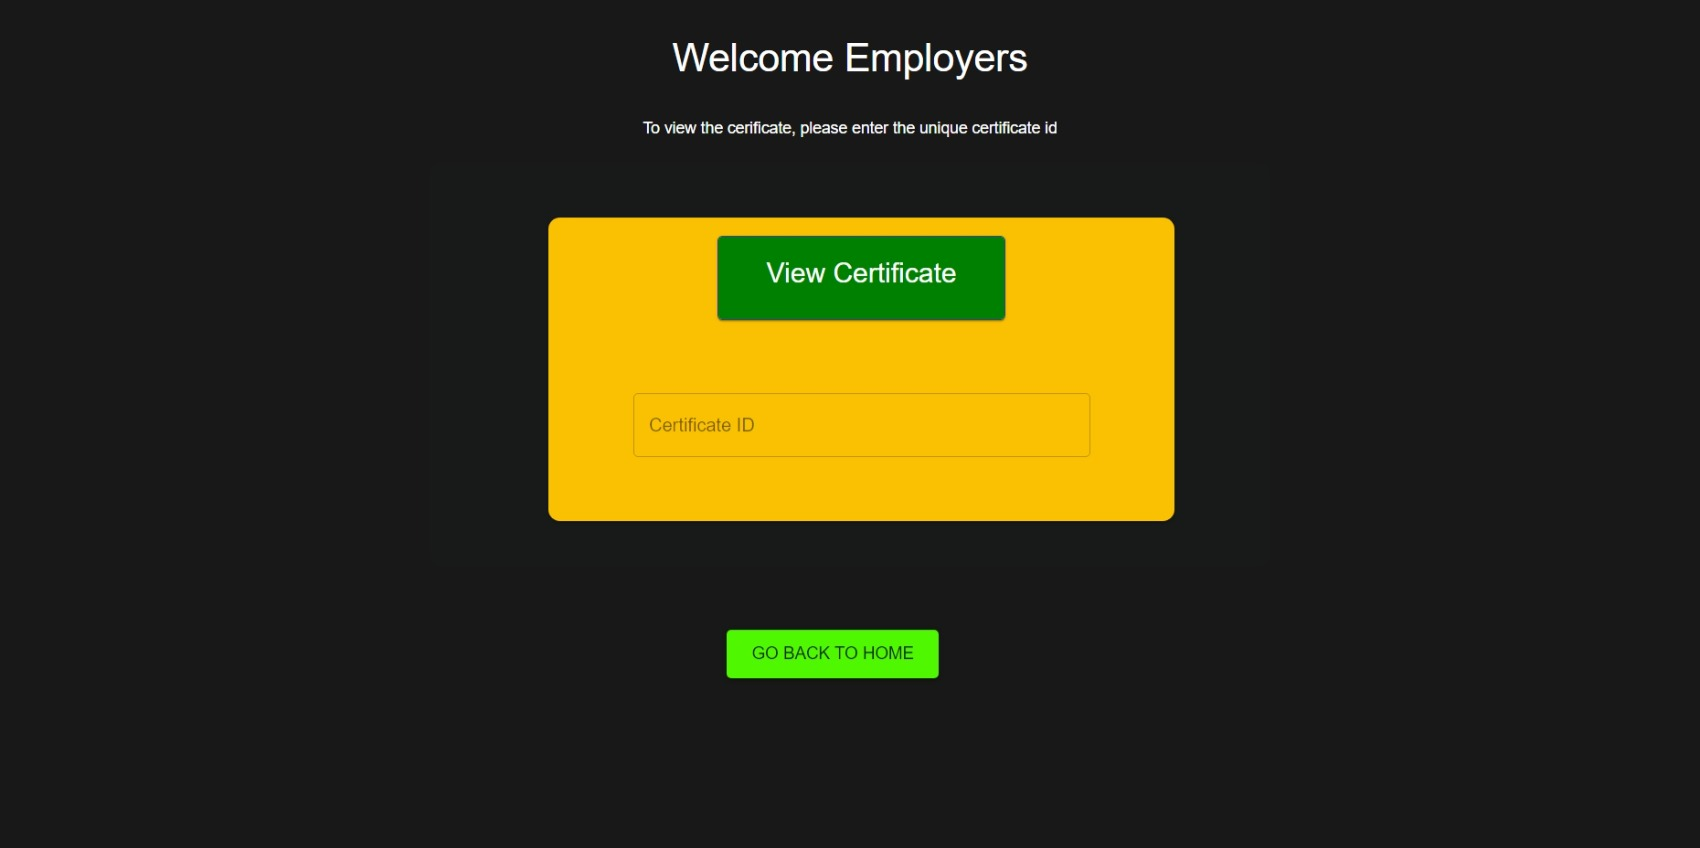 Welcome Employers
To view the cerificate, please enter the unique certificate id
View Certificate
Certificate ID
GO BACK TO HOME